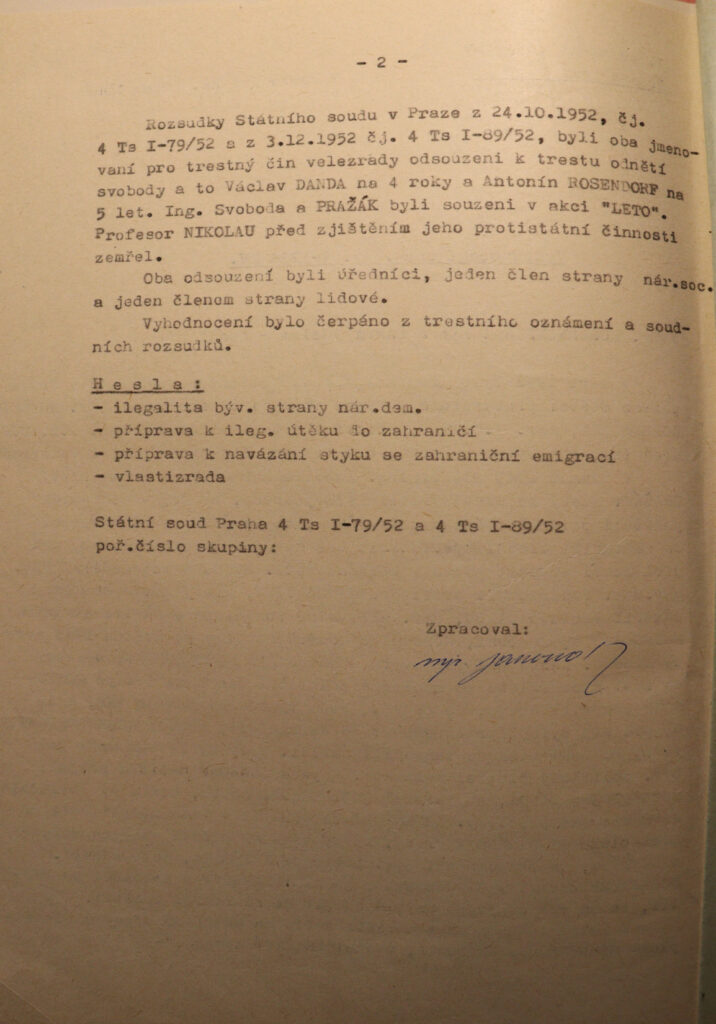 - 2 -
Rozsudky Státního soudu v Praze z 24.10.1952, čj.
4 Ts I-79/52 a z 3.12.1952 čj. 4 Ts I-89/52, byli oba jmeno-
vaní pro trestný čin velezrady odsouzeni k trestu odnětí
svobody a to Václav DANDA na 4 roky a Antonín ROSENDORF na
5 let. Ing. Svoboda a PRAŽÁK byli souzeni v akci "LETO".
Profesor NIKOLAU před zjištěním jeho protistátní činnosti
zemřel.
Oba odsouzení byli úředníci, jeden člen strany nár.soc.
a jeden členom strany lidové.
Vyhodnocení bylo čerpáno z trestního oznámení a soud-
ních rozsudků.
H e s l a :
- ilegalita býv. strany nár.dem.
- příprava k ileg. útěku do zahraničí
- příprava k navázání styku se zahraniční emigrací
- vlastizrada
Státní soud Praha 4 Ts I-79/52 a 4 Ts I-89/52
poř.číslo skupiny:
Zpracoval: